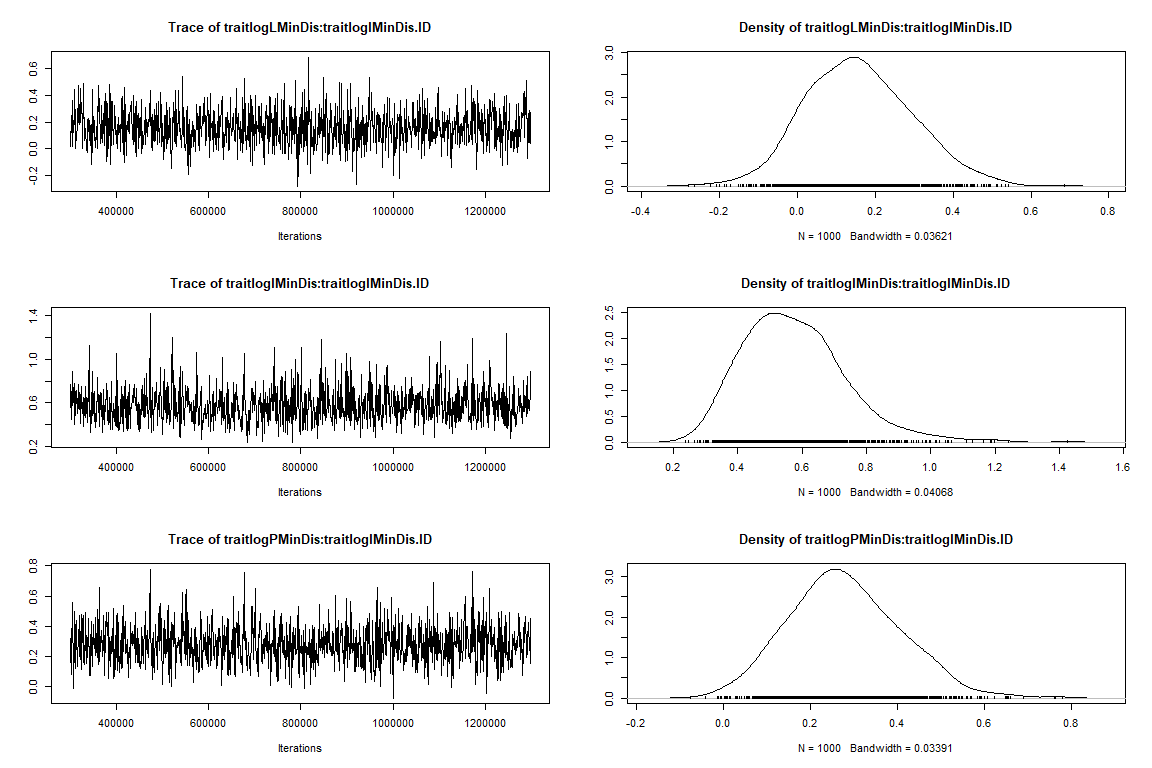 Trace of traitlogLMinDis:traitlogIMinDis.ID
0.6
0.4
0.2
0.0
-0.2
400000 600000 800000 1000000 1200000
Iterations
Density of traitlogLMinDis:traitlogIMinDis.ID
3.0
2.0
1.0
0.0
-0.4 -0.2 0.0 0.2 0.4 0.6 0.8
N = 1000 Bandwidth = 0.03621
Trace of traitlogIMinDis:traitlogIMinDis.ID
1.4
1.0
0.6
0.2
400000 600000 800000 1000000 1200000
Iterations
Density of traitlogIMinDis:traitlogIMinDis.ID
2.5
2.0
1.5
1.0
0.5
0.0
0.2 0.4 0.6 0.8 1.0 1.2 1.4 1.6
N = 1000 Bandwidth = 0.04068
Trace of traitlogPMinDis:traitlogIMinDis.ID
0.8
0.6
0.4
0.2
0.0
400000 600000 800000 1000000 1200000
Iterations
Density of traitlogPMinDis:traitlogIMinDis.ID
3.0
2.0
1.0
0.0
-0.2 0.0 0.2 0.4 0.6 0.8
N = 1000 Bandwidth = 0.03391